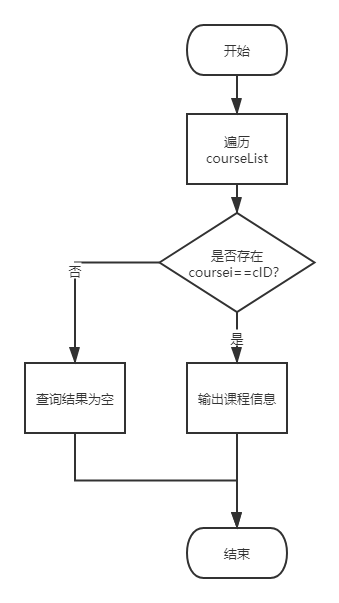 开始
遍历
courseList
是否存在
coursei==cID?
否
是
查询结果为空
输出课程信息
结束